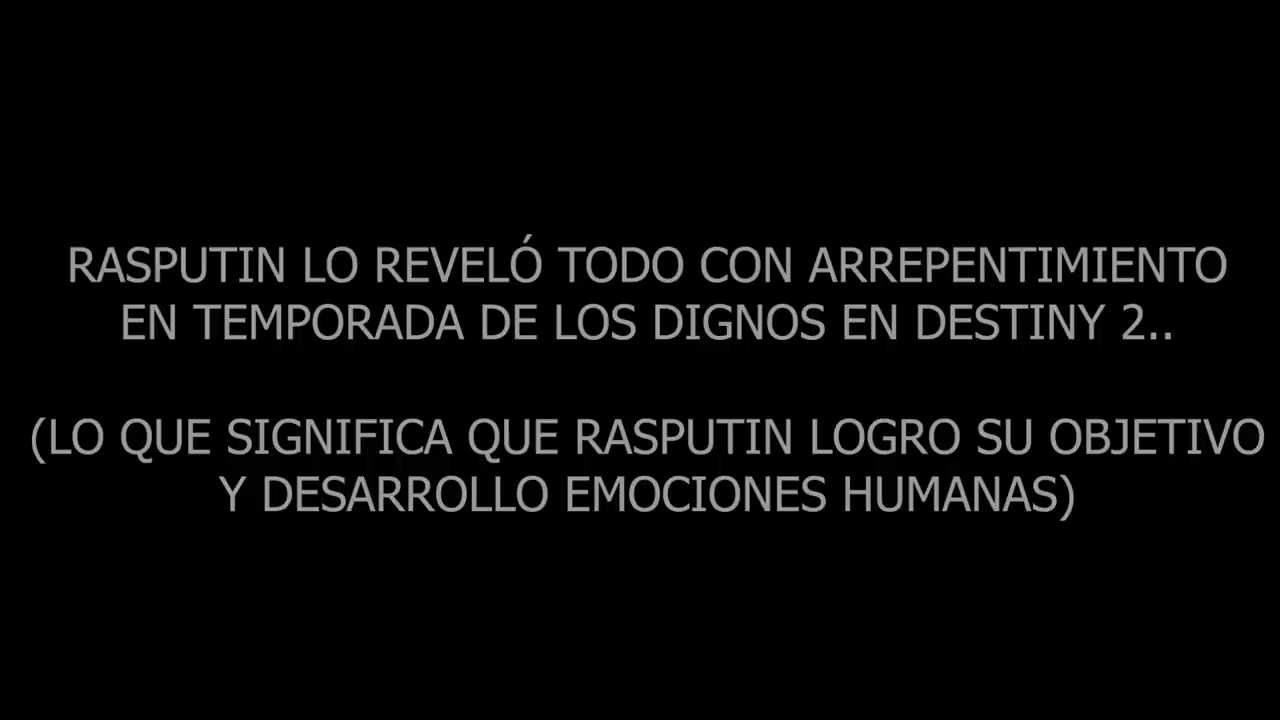 RASPUTIN LO REVELÓ TODO CON ARREPENTIMIENTO
EN TEMPORADA DE LOS DIGNOS EN DESTINY 2..
(LO QUE SIGNIFICA QUE RASPUTIN LOGRO SU OBJETIVO
Y DESARROLLO EMOCIONES HUMANAS)